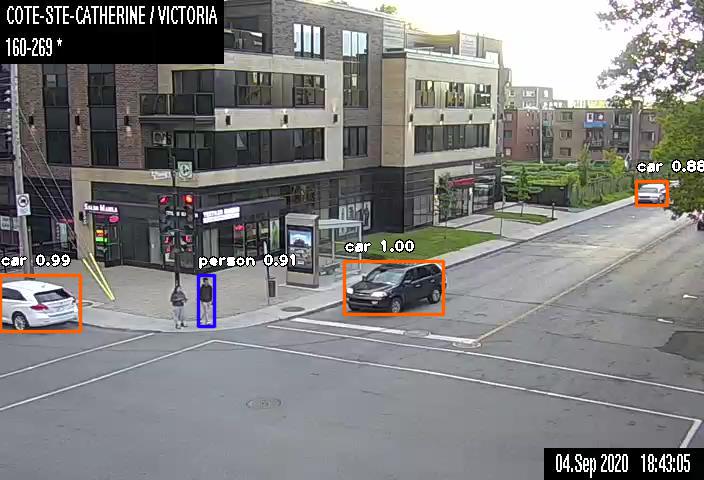 COTE-STE-CATHERINE / VICTORIA
160-269 *
car 0.88
car 0.99
person 0.91
car 1.00
04.Sep 2020 18:43:05